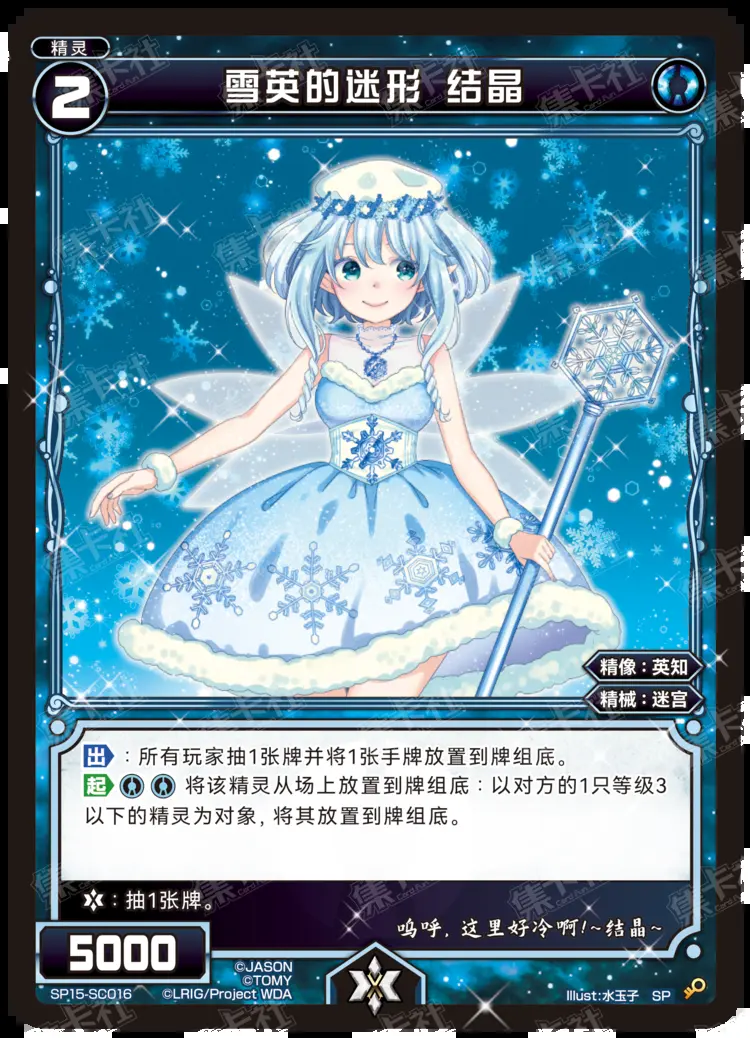 精灵
2
雪英的迷形 结晶
精像：英知
精械：迷宫
出：所有玩家抽1张牌并将1张手牌放置到牌组底。
起 将该精灵从场上放置到牌组底：以对方的1只等级3
以下的精灵为对象，将其放置到牌组底。
：抽1张牌。
呜呼，这里好冷啊！~结晶~
5000
©JASON
©TOMY
SP15-SC016 ©LRIG/Project WDA
Illust:水玉子 SP
集卡社